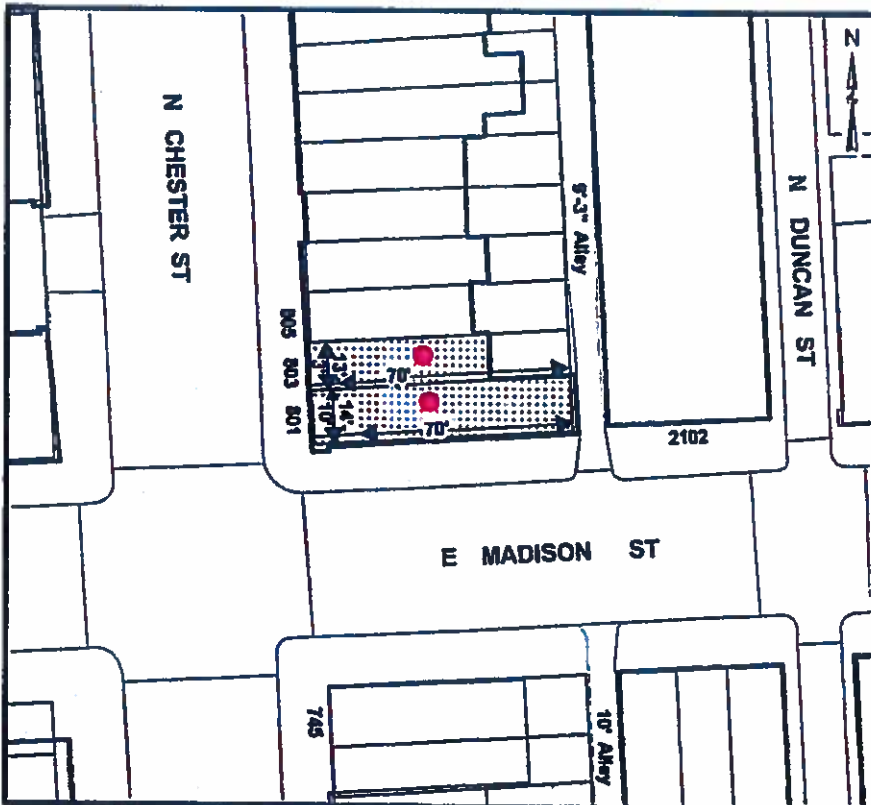 N
N CHESTER ST
9'-3" Alley
N DUNCAN ST
805
803
13'
70'
801
14'
10"
70'
2102
E MADISON ST
745
10' Alley